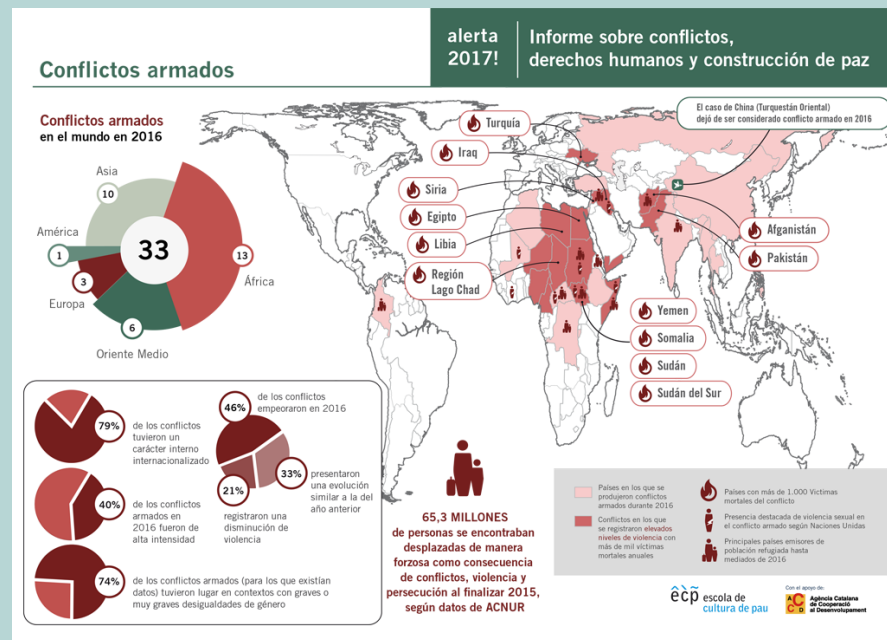 alerta
2017!
Informe sobre conflictos,
derechos humanos y construcción de paz
Conflictos armados
Conflictos armados
en el mundo en 2016
Asia
10
América
1
33
13
África
3
Europa
6
Oriente Medio
El caso de China (Turquestán Oriental)
dejó de ser considerado conflicto armado en 2016
Turquía
Iraq
Siria
Egipto
Libia
Región
Lago Chad
Afganistán
Pakistán
Yemen
Somalia
Sudán
Sudán del Sur
79%
de los conflictos
tuvieron un
carácter interno
internacionalizado
40%
de los conflictos
armados en
2016 fueron de
alta intensidad
74%
de los conflictos armados (para los que existían
datos) tuvieron lugar en contextos con graves o
muy graves desigualdades de género
46%
de los conflictos
empeoraron en 2016
33%
presentaron
una evolución
similar a la del
año anterior
21%
registraron una
disminución de
violencia
65,3 MILLONES
de personas se encontraban
desplazadas de manera
forzosa como consecuencia
de conflictos, violencia y
persecución al finalizar 2015,
según datos de ACNUR
Países en los que se
produjeron conflictos
armados durante 2016
Conflictos en los que
se registraron elevados
niveles de violencia con
más de mil víctimas
mortales anuales
Países con más de 1.000 Víctimas
mortales del conflicto
Presencia destacada de violencia sexual en
el conflicto armado según Naciones Unidas
Principales países emisores de
población refugiada hasta
mediados de 2016
ecp escola de
cultura de pau
Con el apoyo de:
A C
C D
Agència Catalana
de Cooperació
al Desenvolupament